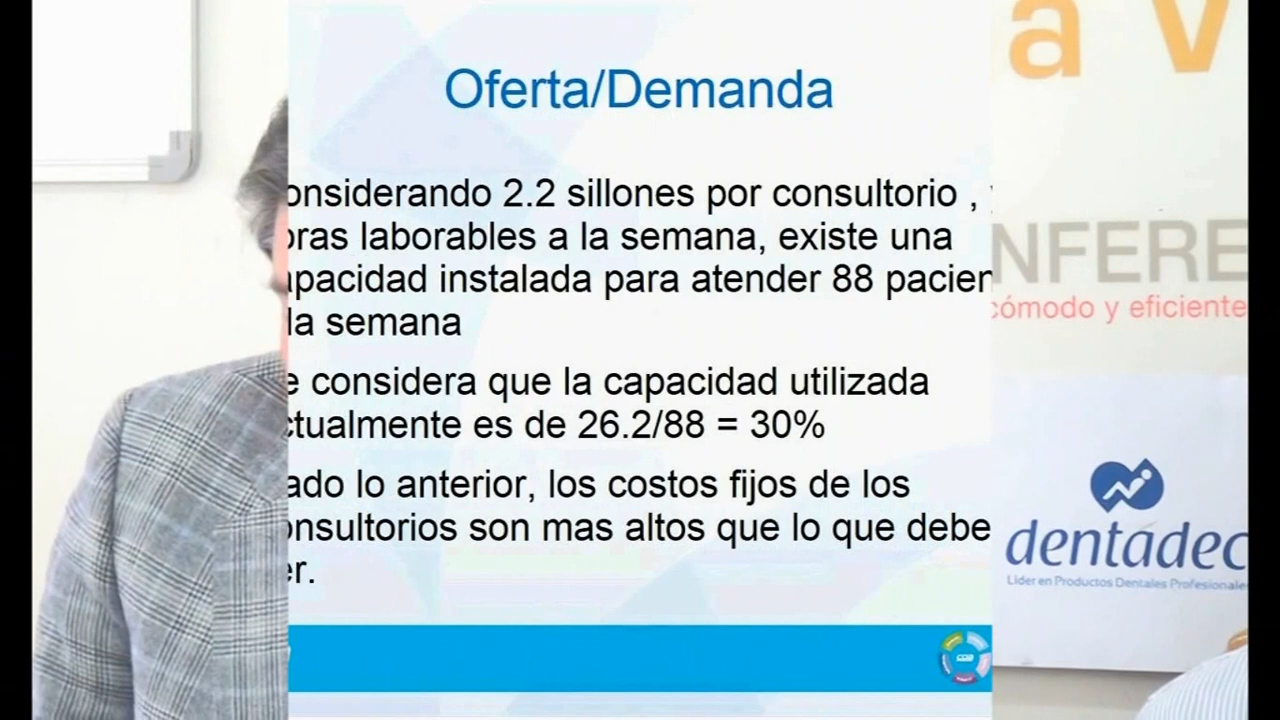 Oferta/Demanda
onsiderando 2.2 sillones por consultorio ,
oras laborables a la semana, existe una
apacidad instalada para atender 88 pacien
la semana
e considera que la capacidad utilizada
ctualmente es de 26.2/88 = 30%
ado lo anterior, los costos fijos de los
onsultorios son mas altos que lo que debe
er.
a V
NFERE
cómodo y eficiente
dentadec
Líder en Productos Dentales Profesionale